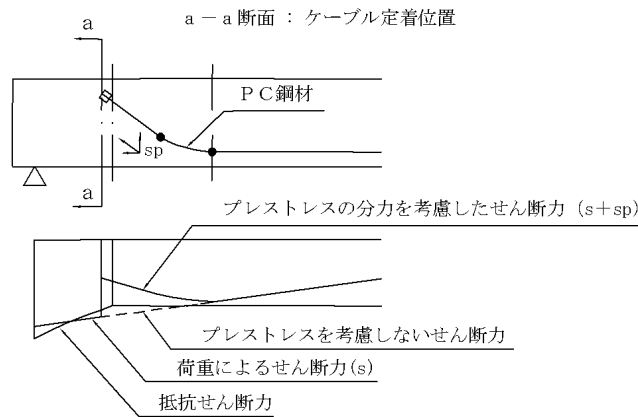 a－a断面：ケーブル定着位置
a
PC鋼材
sp
a
プレストレスの分力を考慮したせん断力 (s＋sp)
プレストレスを考慮しないせん断力
荷重によるせん断力(s)
抵抗せん断力